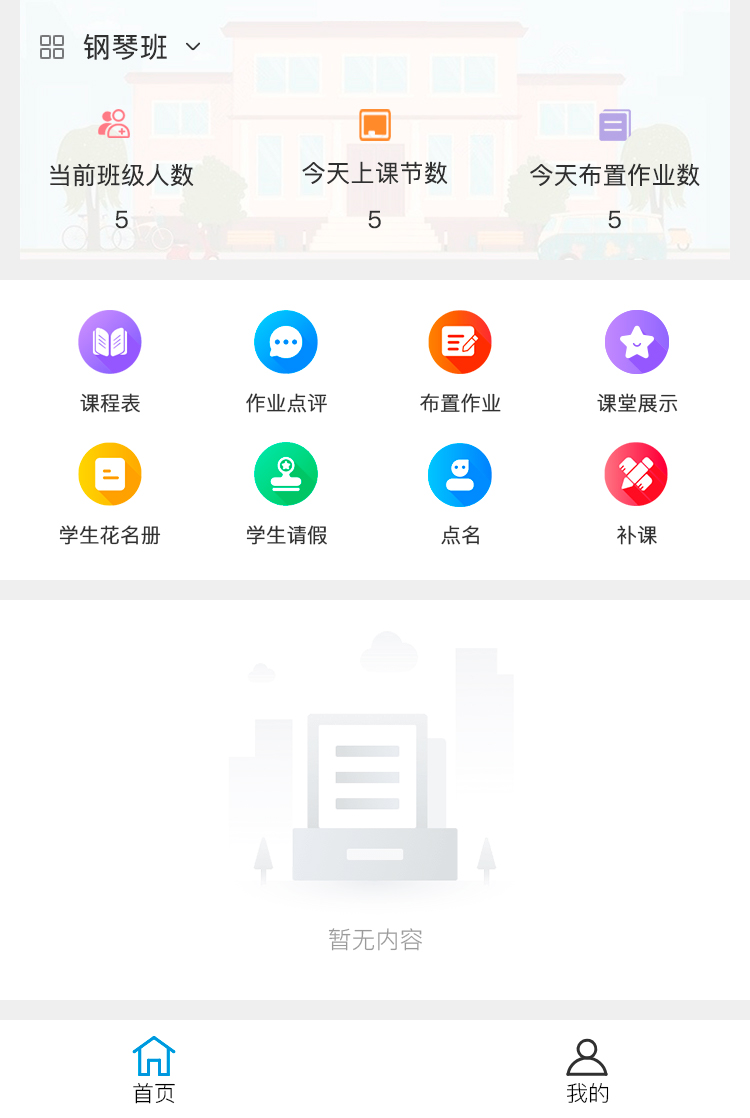 钢琴班
当前班级人数 今天上课节数 今天布置作业数
5 5 5
课程表 作业点评 布置作业 课堂展示
学生花名册 学生请假 点名 补课
暂无内容
首页 我的